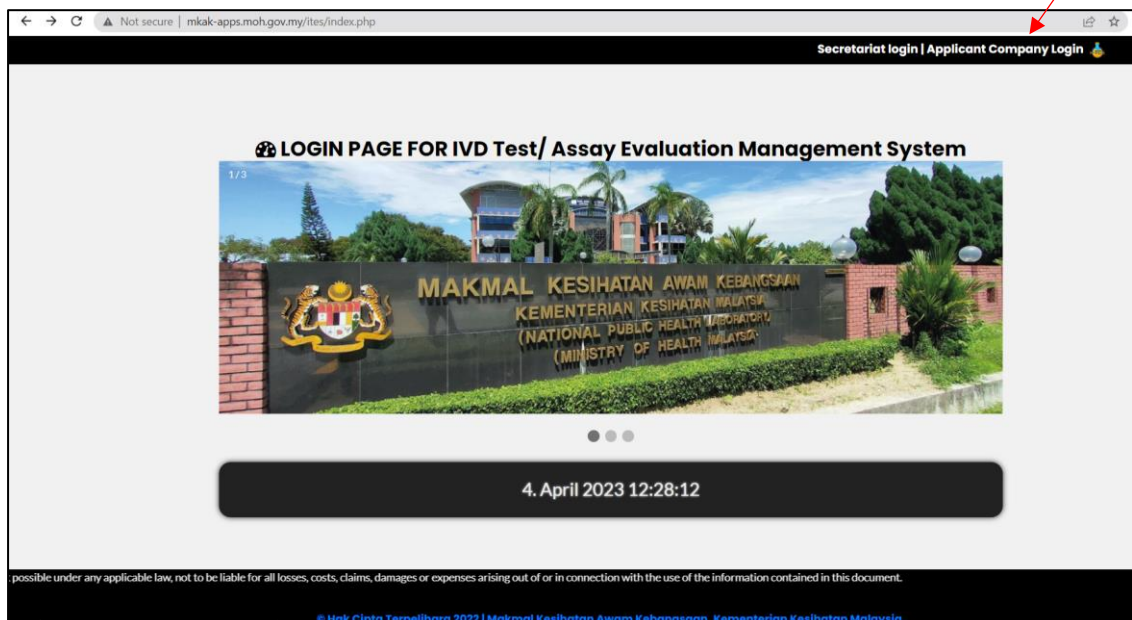 Not secure | mkak-apps.moh.gov.my/ites/index.php
Secretariat login | Applicant Company Login
LOGIN PAGE FOR IVD Test/ Assay Evaluation Management System
1/3
MAKMAL KESIHATAN AWAM KEBANGSAAN
KEMENTERIAN KESIHATAN MALAYSIA
(NATIONAL PUBLIC HEALTH LABORATORY)
(MINISTRY OF HEALTH MALAYSIA)
4. April 2023 12:28:12
possible under any applicable law, not to be liable for all losses, costs, claims, damages or expenses arising out of or in connection with the use of the information contained in this document.
© Hak Cipta Terpelihara 2022 | Makmal Kesihatan Awam Kebangsaan, Kementerian Kesihatan Malaysia